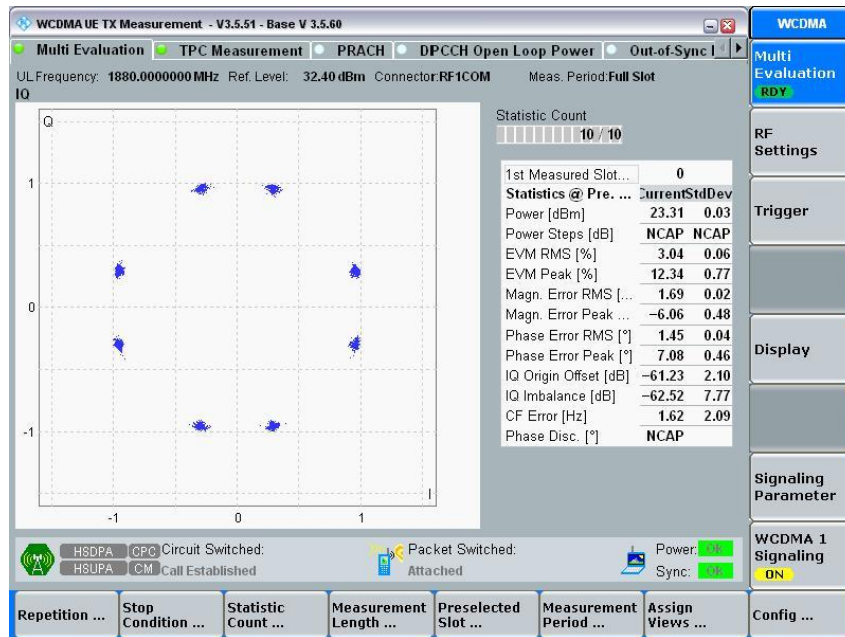 WCDMA UE TX Measurement - V3.5.51 - Base V 3.5.60
WCDMA
Multi Evaluation TPC Measurement PRACH DPCCH Open Loop Power Out-of-Sync
UL Frequency: 1880.0000000 MHz Ref. Level: 32.40 dBm Connector:RF1COM Meas. Period:Full Slot
IQ
Q
1
0
-1
-1 0 1
I
Statistic Count
10 / 10
1st Measured Slot... 0
Statistics @ Pre. ... Current StdDev
Power [dBm] 23.31 0.03
Power Steps [dB] NCAP NCAP
EVM RMS [%] 3.04 0.06
EVM Peak [%] 12.34 0.77
Magn. Error RMS [... 1.69 0.02
Magn. Error Peak ... −6.06 0.48
Phase Error RMS [°] 1.45 0.04
Phase Error Peak [°] 7.08 0.46
IQ Origin Offset [dB] −61.23 2.10
IQ Imbalance [dB] −62.52 7.77
CF Error [Hz] 1.62 2.09
Phase Disc. [°] NCAP
Multi
Evaluation
RDY
RF
Settings
Trigger
Display
Signaling
Parameter
WCDMA 1
Signaling
ON
HSDPA CPC Circuit Switched: Packet Switched: Power: OK
HSUPA CM Call Established Attached Sync: OK
Repetition ...
Stop
Condition ...
Statistic
Count ...
Measurement
Length ...
Preselected
Slot ...
Measurement
Period ...
Assign
Views ...
Config ...